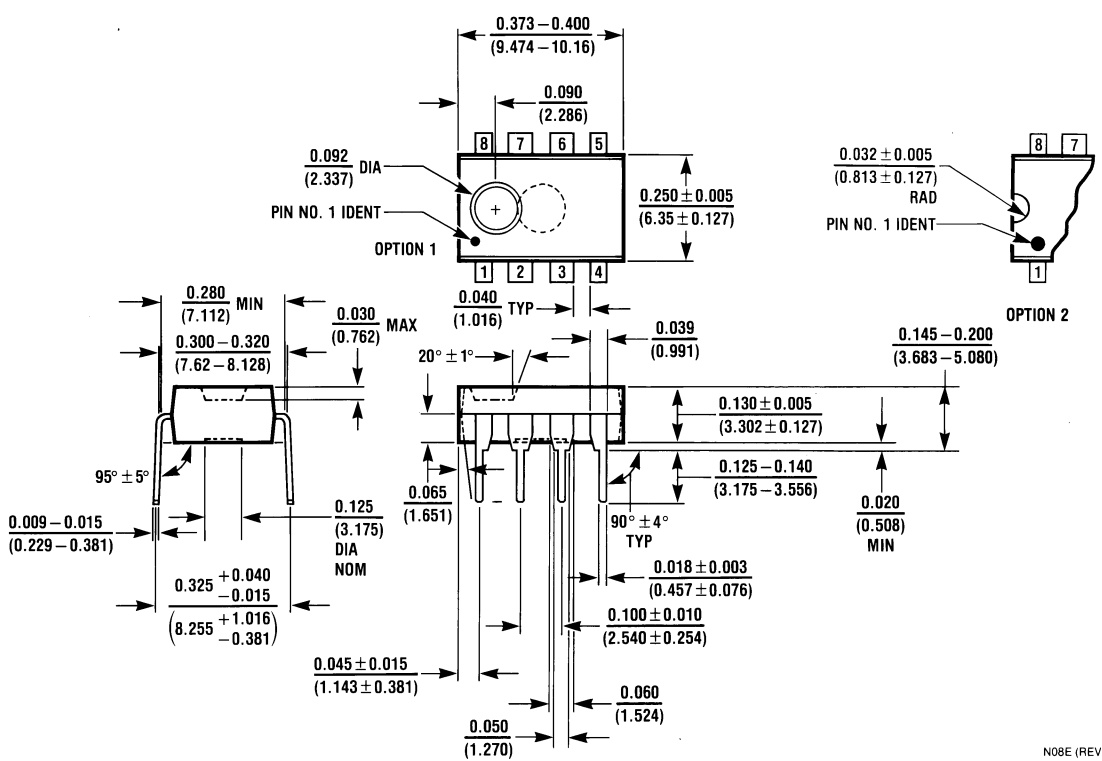 0.373 – 0.400
(9.474 – 10.16)
0.090
(2.286)
8 7 6 5
0.092 DIA
(2.337)
PIN NO. 1 IDENT
OPTION 1
+
1 2 3 4
0.250 ± 0.005
(6.35 ± 0.127)
8 7
0.032 ± 0.005
(0.813 ± 0.127)
RAD
PIN NO. 1 IDENT
1
OPTION 2
0.280 MIN
(7.112)
0.300 – 0.320
(7.62 – 8.128)
0.030 MAX
(0.762)
0.040 TYP
(1.016)
20° ± 1°
0.039
(0.991)
0.145 – 0.200
(3.683 – 5.080)
0.130 ± 0.005
(3.302 ± 0.127)
0.125 – 0.140
(3.175 – 3.556)
0.020
(0.508)
MIN
95° ± 5°
0.009 – 0.015
(0.229 – 0.381)
0.125
(3.175)
DIA
NOM
0.065
(1.651)
90° ± 4°
TYP
0.325 +0.040
–0.015
(8.255 +1.016
–0.381)
0.018 ± 0.003
(0.457 ± 0.076)
0.100 ± 0.010
(2.540 ± 0.254)
0.045 ± 0.015
(1.143 ± 0.381)
0.060
(1.524)
0.050
(1.270)
N08E (REV